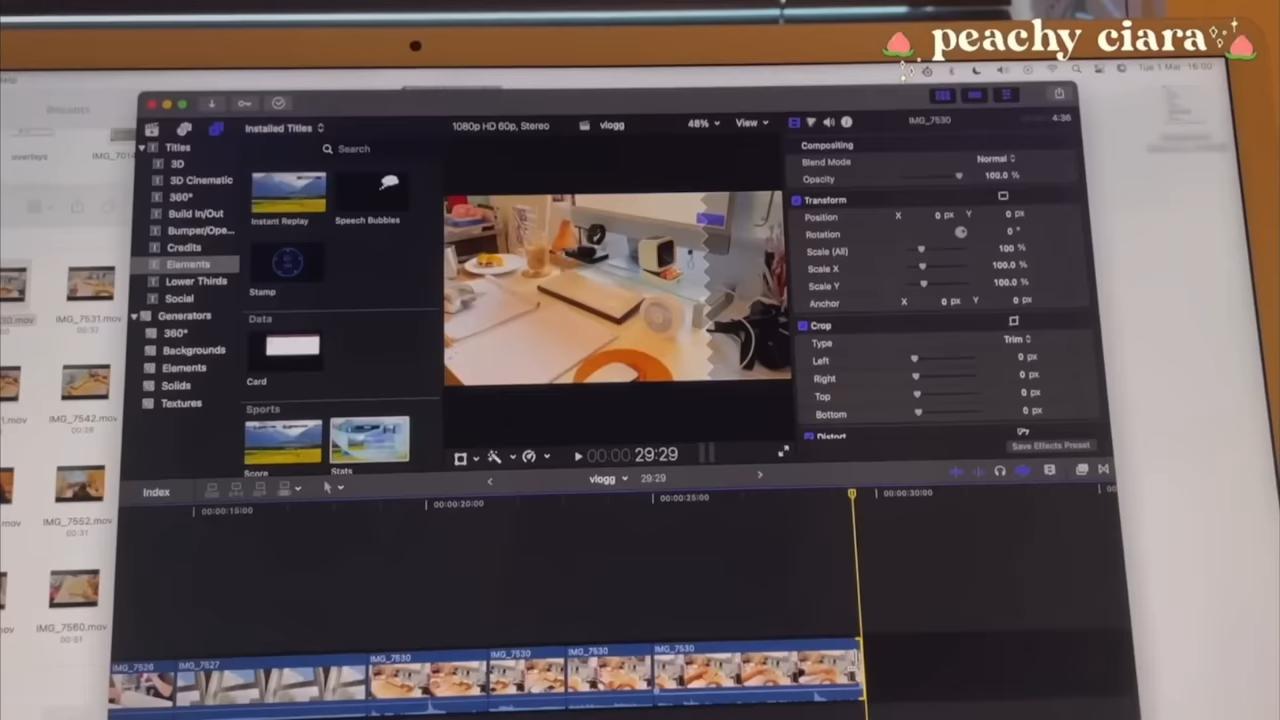 peachy ciara
Tue 1 Mar 16:00
overlays
IMG_7014
IMG_7531.mov
00:37
IMG_7542.mov
00:28
IMG_7552.mov
00:31
IMG_7560.mov
00:51
Installed Titles
1080p HD 60p, Stereo
vlogg
48%
View
IMG_7530
4:36
Search
Titles
3D
3D Cinematic
360°
Build In/Out
Bumper/Ope...
Credits
Elements
Lower Thirds
Social
Generators
360°
Backgrounds
Elements
Solids
Textures
Instant Replay
Speech Bubbles
Stamp
Data
Card
Sports
Score
Stats
Compositing
Blend Mode
Normal
Opacity
100.0 %
Transform
Position
X 0 px Y 0 px
Rotation
0 °
Scale (All)
100 %
Scale X
100.0 %
Scale Y
100.0 %
Anchor
X 0 px Y 0 px
Crop
Type
Trim
Left
0 px
Right
0 px
Top
0 px
Bottom
0 px
Distort
Save Effects Preset
00:00 29:29
Index
vlogg
29:29
00:00:15:00
00:00:20:00
00:00:25:00
00:00:30:00
IMG_7526
IMG_7527
IMG_7530
IMG_7530
IMG_7530
IMG_7530